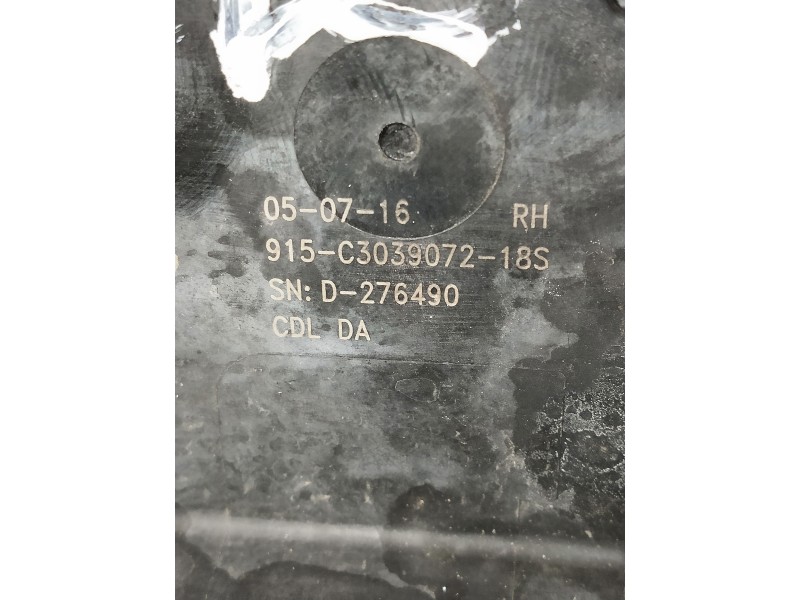 05-07-16 RH
915-C3039072-18S
SN: D-276490
CDL DA